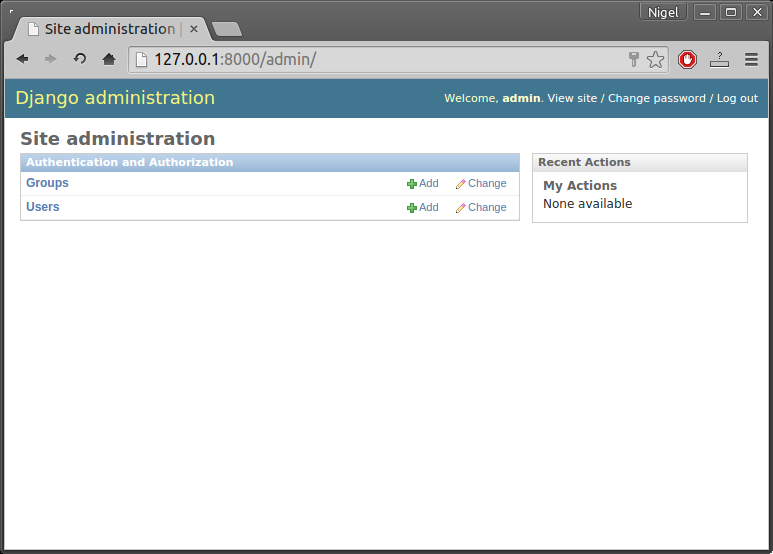 Nigel
Site administration |
127.0.0.1:8000/admin/
Django administration
Welcome, admin. View site / Change password / Log out
Site administration
Authentication and Authorization
Groups Add Change
Users Add Change
Recent Actions
My Actions
None available